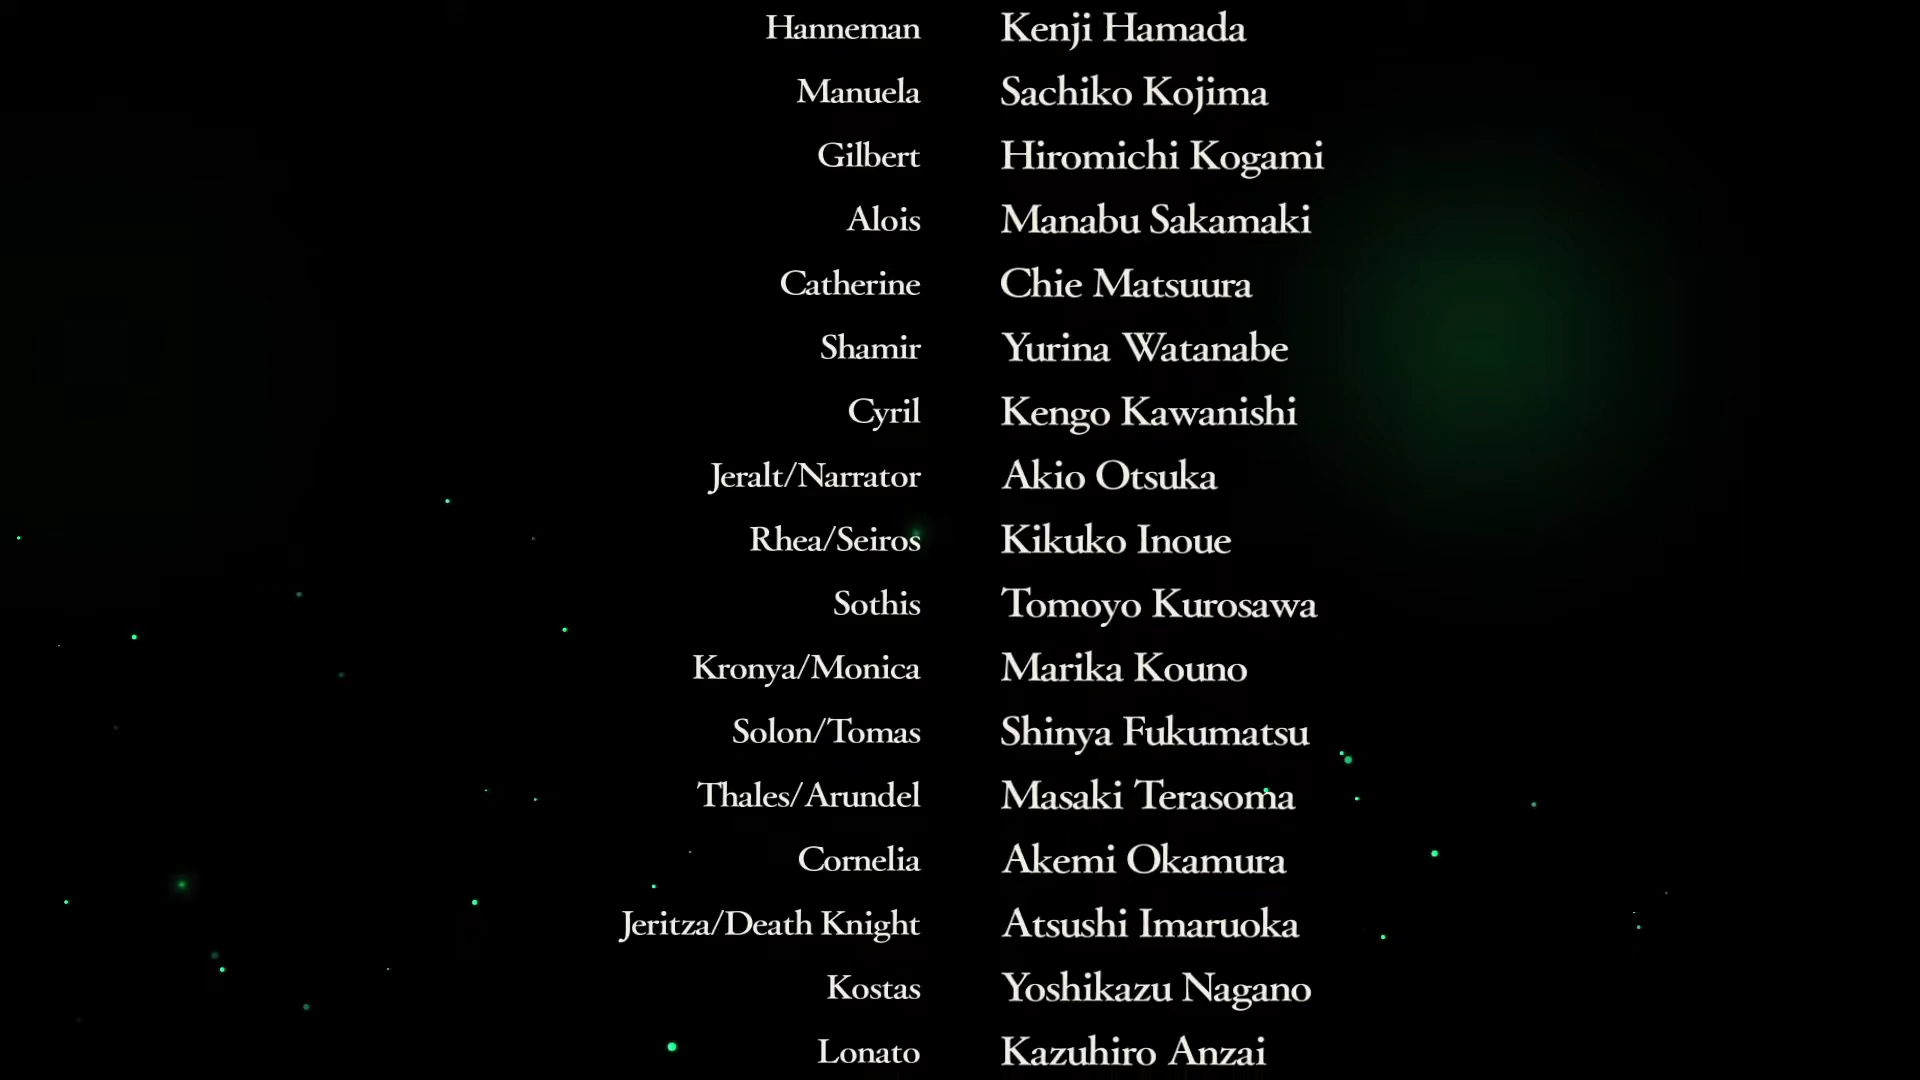 Hanneman Kenji Hamada
Manuela Sachiko Kojima
Gilbert Hiromichi Kogami
Alois Manabu Sakamaki
Catherine Chie Matsuura
Shamir Yurina Watanabe
Cyril Kengo Kawanishi
Jeralt/Narrator Akio Otsuka
Rhea/Seiros Kikuko Inoue
Sothis Tomoyo Kurosawa
Kronya/Monica Marika Kouno
Solon/Tomas Shinya Fukumatsu
Thales/Arundel Masaki Terasoma
Cornelia Akemi Okamura
Jeritza/Death Knight Atsushi Imaruoka
Kostas Yoshikazu Nagano
Lonato Kazuhiro Anzai